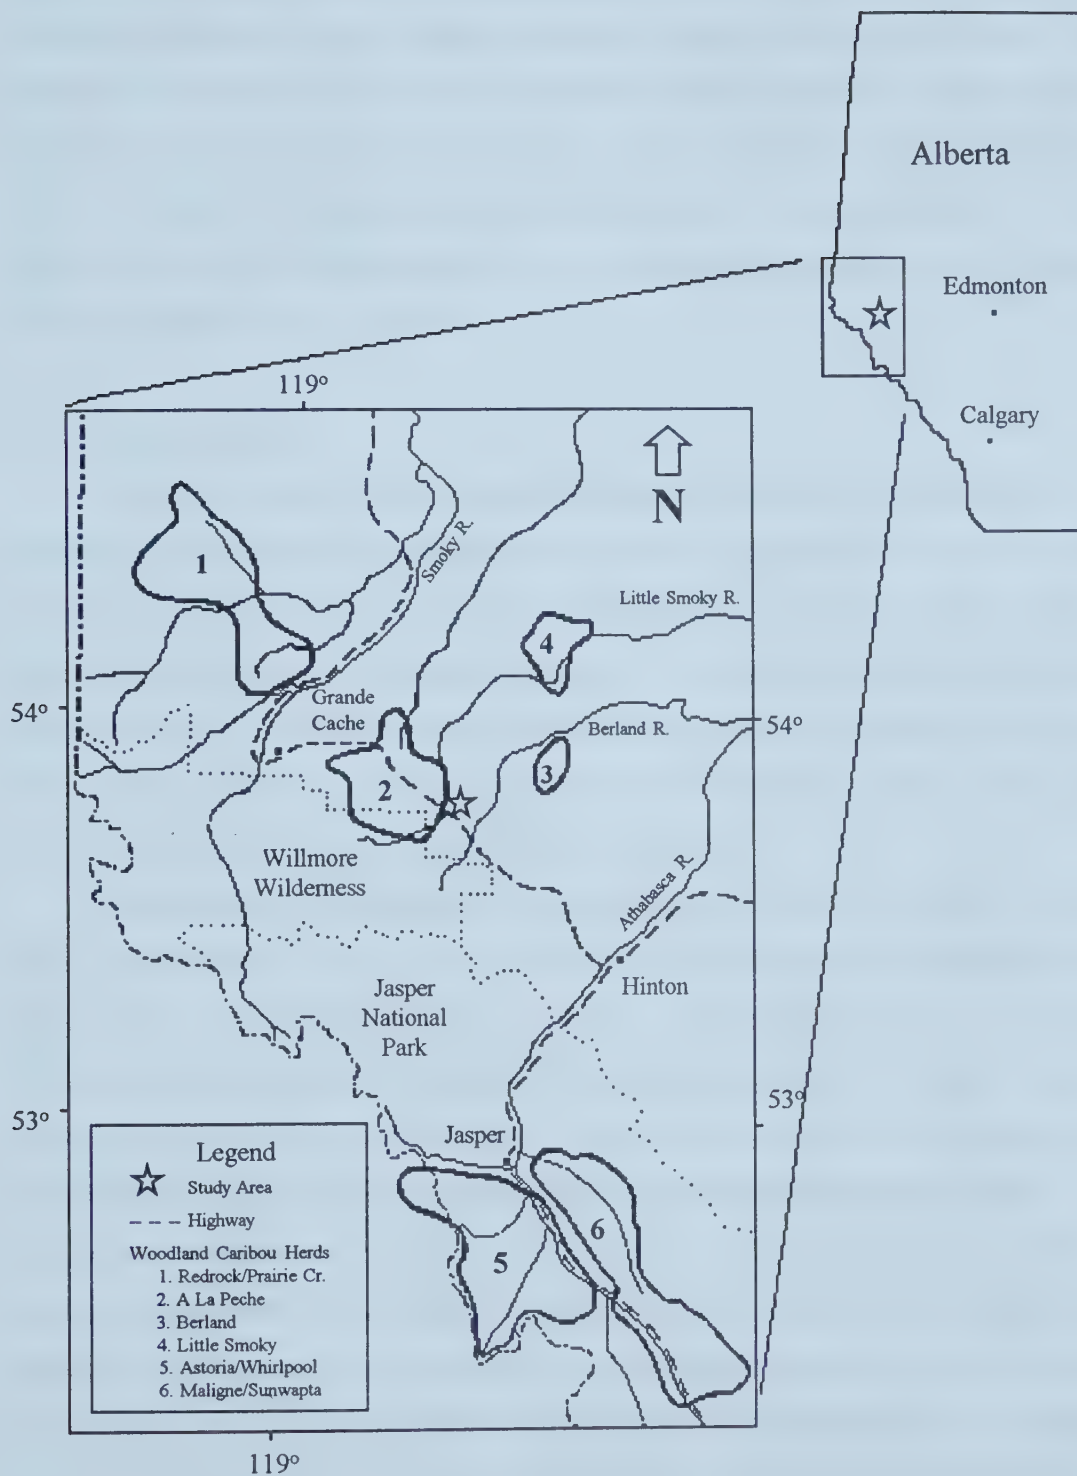 Alberta
Edmonton
Calgary
119°
N
Smoky R.
1
Little Smoky R.
4
Grande
Cache
54°
54°
Berland R.
3
2
Willmore
Wilderness
Athabasca R.
Hinton
Jasper
National
Park
53°
53°
Jasper
6
5
Legend
Study Area
Highway
Woodland Caribou Herds
1. Redrock/Prairie Cr.
2. A La Peche
3. Berland
4. Little Smoky
5. Astoria/Whirlpool
6. Maligne/Sunwapta
119°